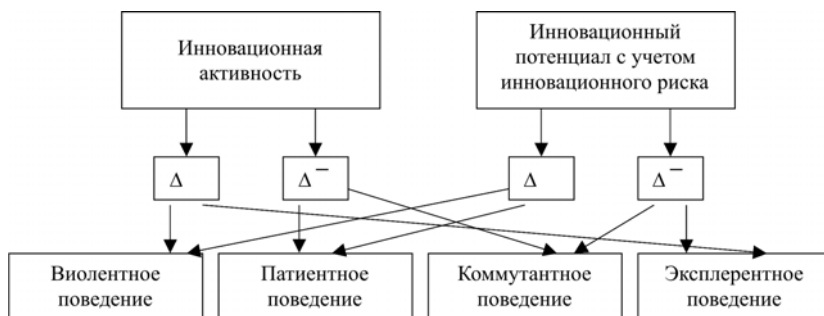 Инновационная
активность
Инновационный
потенциал с учетом
инновационного риска
Δ
Δ⁻
Δ
Δ⁻
Виолентное
поведение
Патиентное
поведение
Коммутантное
поведение
Эксплерентное
поведение